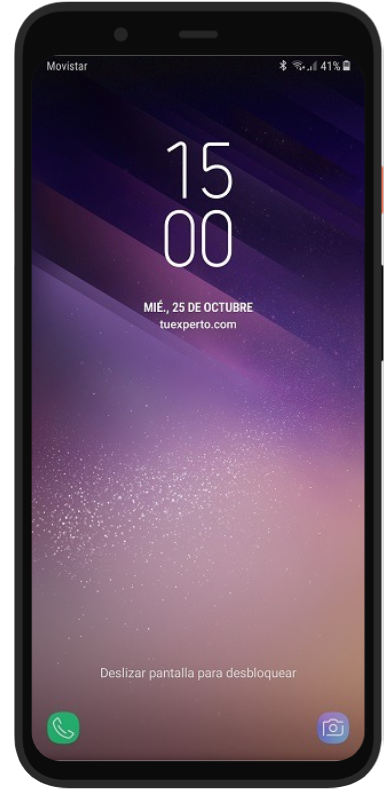 Movistar 41%
15
00
MIÉ., 25 DE OCTUBRE
tuexperto.com
Deslizar pantalla para desbloquear